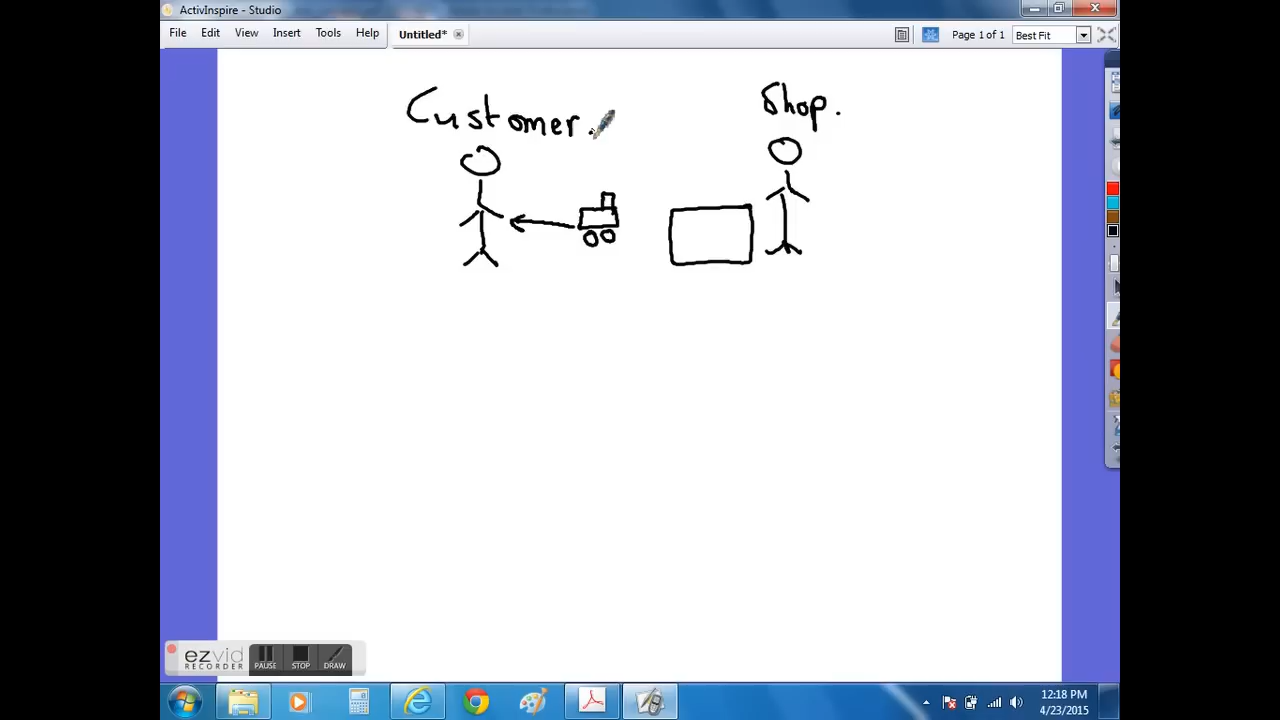 ActivInspire - Studio
File Edit View Insert Tools Help Untitled* Page 1 of 1 Best Fit
Customer. Shop.
ezvid
RECORDER
PAUSE STOP DRAW
12:18 PM
4/23/2015